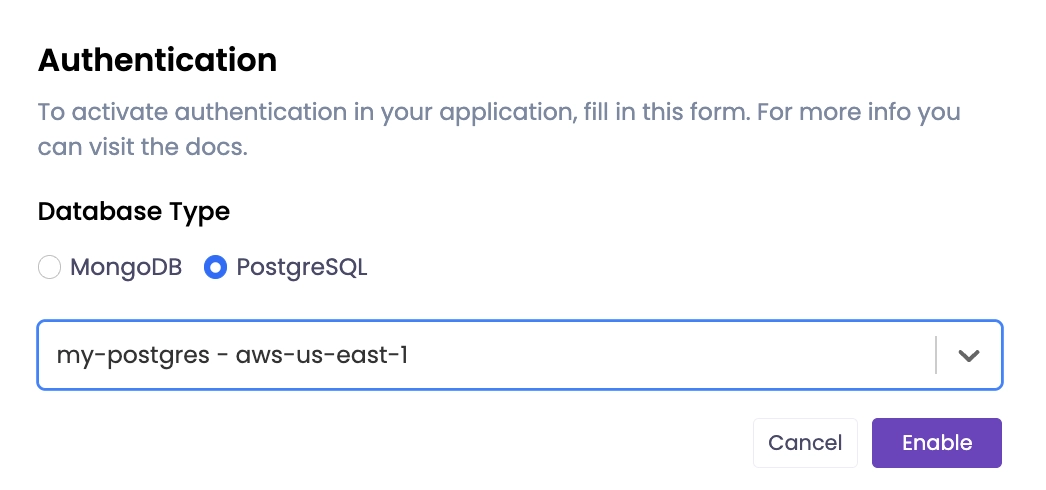 Authentication
To activate authentication in your application, fill in this form. For more info you
can visit the docs.
Database Type
MongoDB PostgreSQL
my-postgres - aws-us-east-1
Cancel Enable